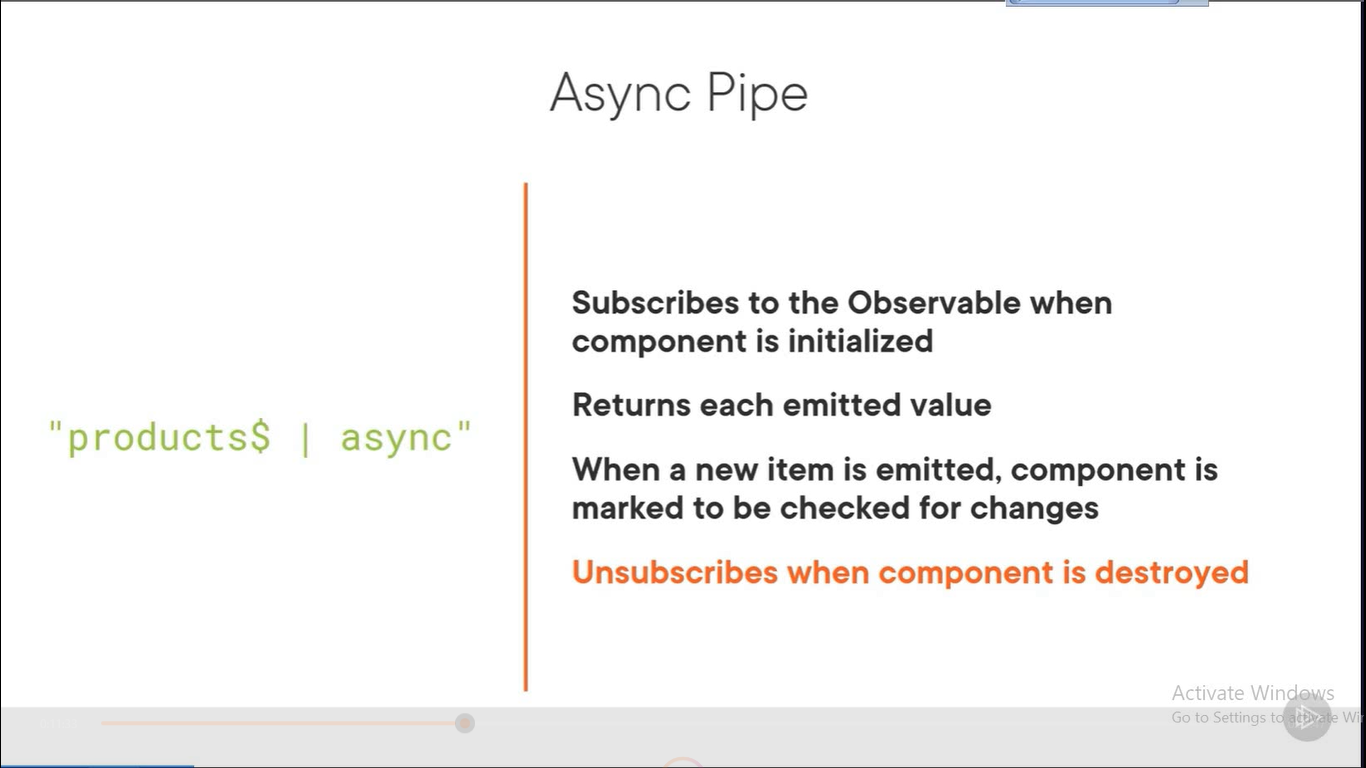 Async Pipe
"products$ | async"
Subscribes to the Observable when
component is initialized
Returns each emitted value
When a new item is emitted, component is
marked to be checked for changes
Unsubscribes when component is destroyed
Activate Windows
Go to Settings to activate